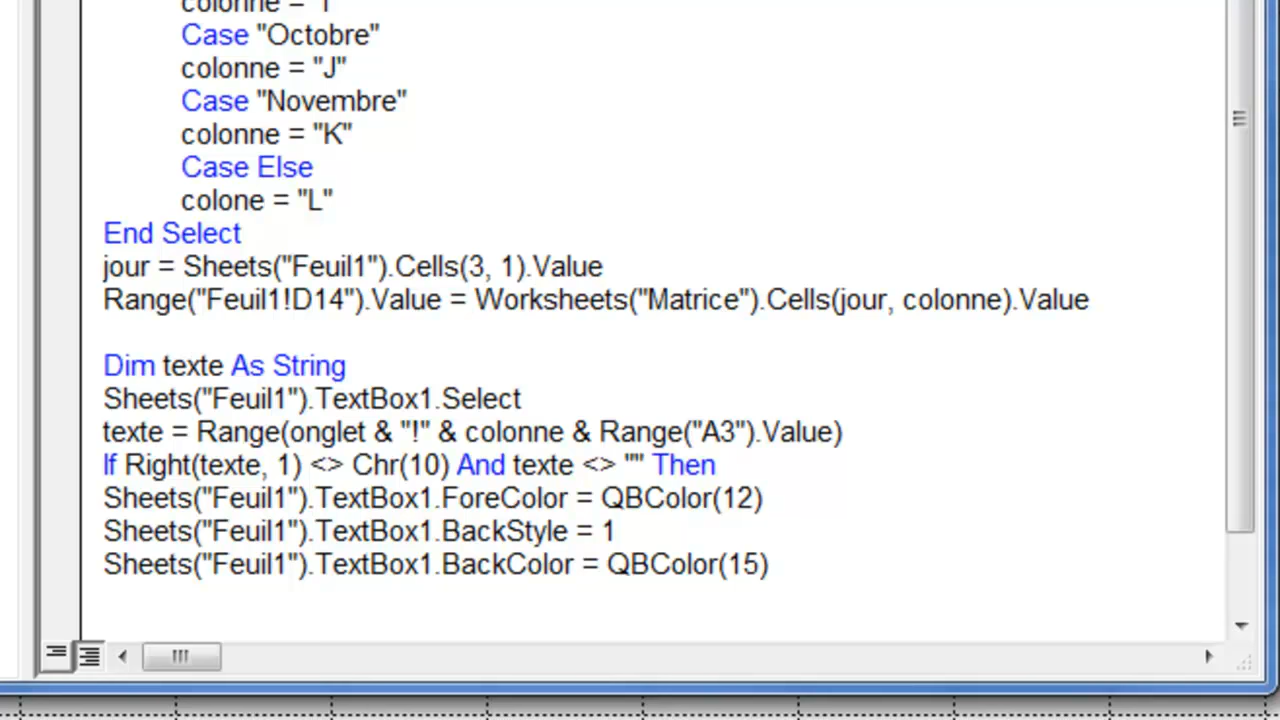 colonne = "I"
Case "Octobre"
colonne = "J"
Case "Novembre"
colonne = "K"
Case Else
colone = "L"
End Select
jour = Sheets("Feuil1").Cells(3, 1).Value
Range("Feuil1!D14").Value = Worksheets("Matrice").Cells(jour, colonne).Value
Dim texte As String
Sheets("Feuil1").TextBox1.Select
texte = Range(onglet & "!" & colonne & Range("A3").Value)
If Right(texte, 1) <> Chr(10) And texte <> "" Then
Sheets("Feuil1").TextBox1.ForeColor = QBColor(12)
Sheets("Feuil1").TextBox1.BackStyle = 1
Sheets("Feuil1").TextBox1.BackColor = QBColor(15)